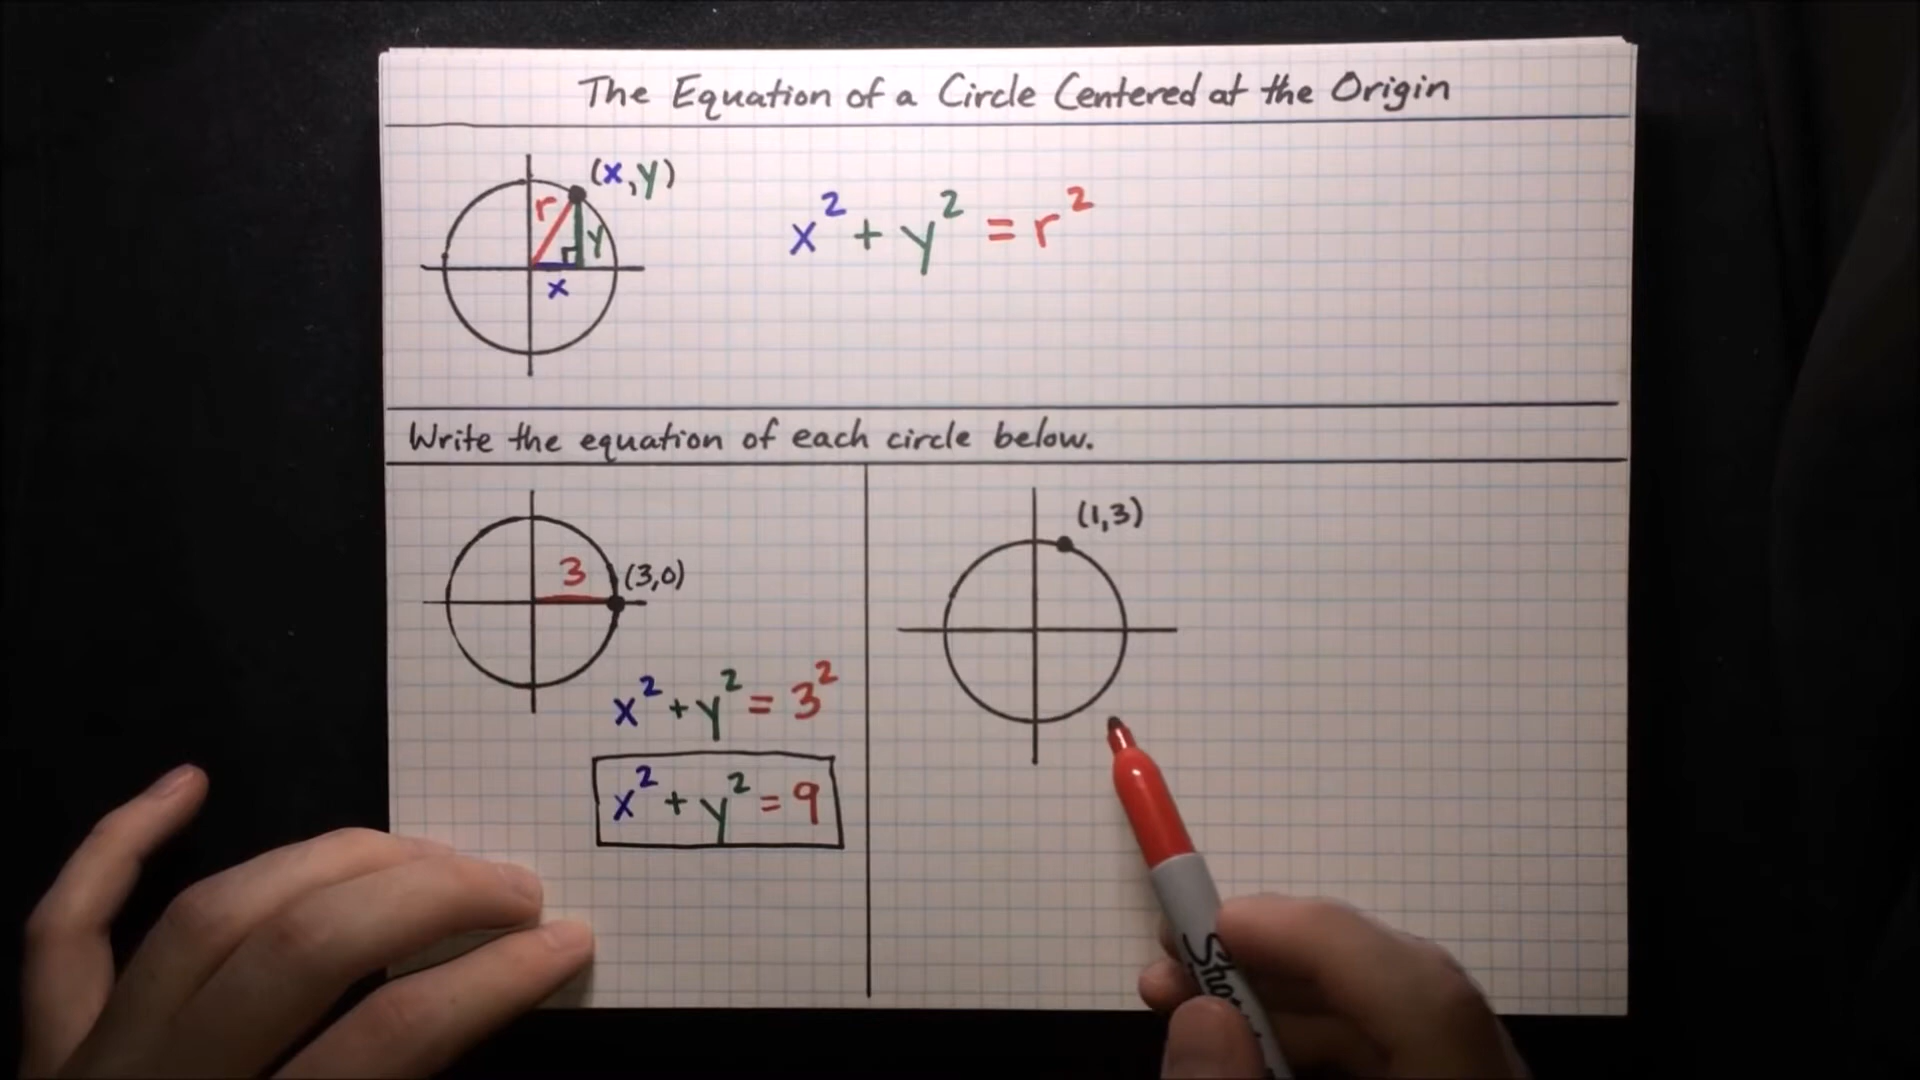 The Equation of a Circle Centered at the Origin
(x,y)
r
y
x
x² + y² = r²
Write the equation of each circle below.
3
(3,0)
x² + y² = 3²
x² + y² = 9
(1,3)